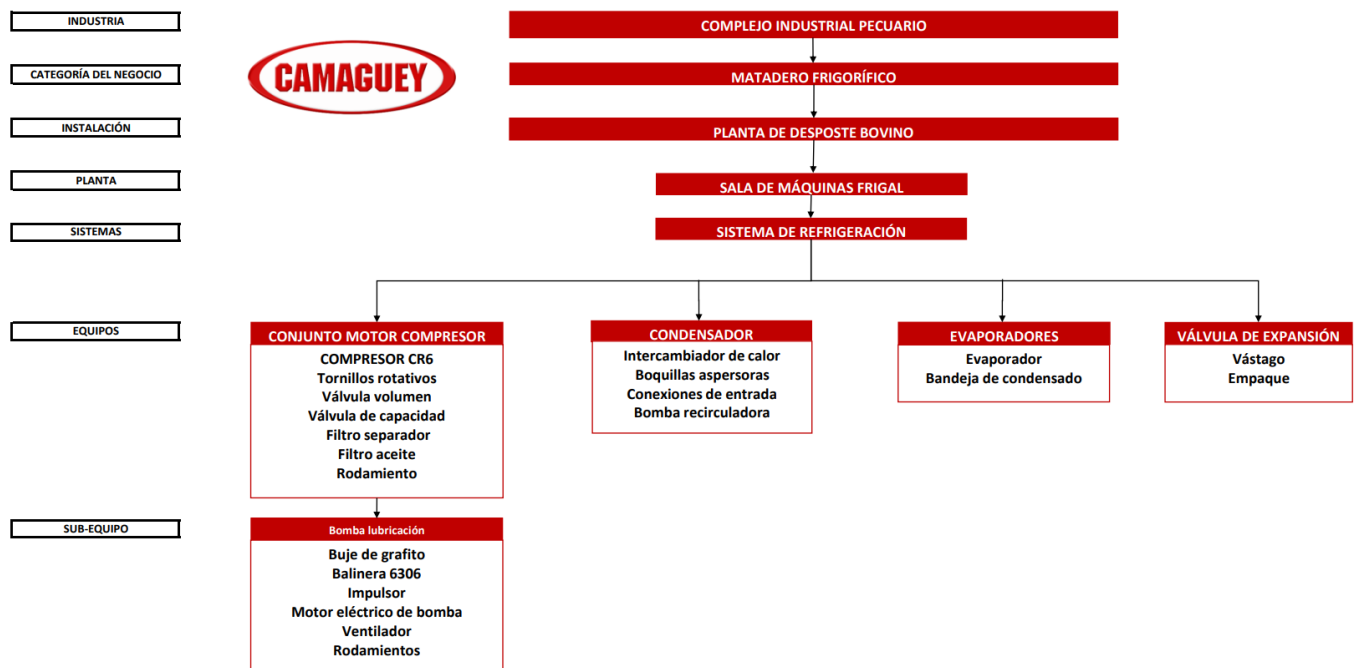 INDUSTRIA
COMPLEJO INDUSTRIAL PECUARIO
CAMAGUEY
CATEGORÍA DEL NEGOCIO
MATADERO FRIGORÍFICO
INSTALACIÓN
PLANTA DE DESPOSTE BOVINO
PLANTA
SALA DE MÁQUINAS FRIGAL
SISTEMAS
SISTEMA DE REFRIGERACIÓN
EQUIPOS
CONJUNTO MOTOR COMPRESOR
COMPRESOR CR6
Tornillos rotativos
Válvula volumen
Válvula de capacidad
Filtro separador
Filtro aceite
Rodamiento
CONDENSADOR
Intercambiador de calor
Boquillas aspersoras
Conexiones de entrada
Bomba recirculadora
EVAPORADORES
Evaporador
Bandeja de condensado
VÁLVULA DE EXPANSIÓN
Vástago
Empaque
SUB-EQUIPO
Bomba lubricación
Buje de grafito
Balinera 6306
Impulsor
Motor eléctrico de bomba
Ventilador
Rodamientos